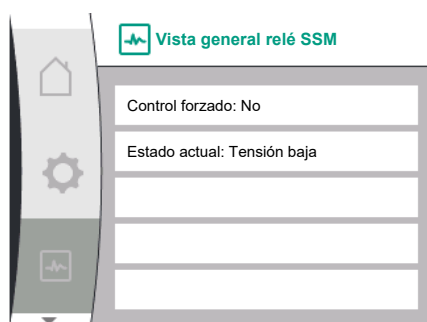 Vista general relé SSM
Control forzado: No
Estado actual: Tensión baja